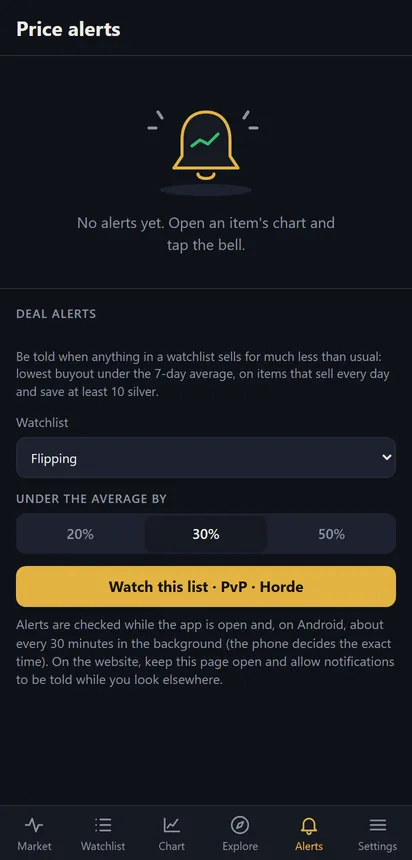 Price alerts
No alerts yet. Open an item's chart and
tap the bell.
DEAL ALERTS
Be told when anything in a watchlist sells for much less than usual:
lowest buyout under the 7-day average, on items that sell every day
and save at least 10 silver.
Watchlist
Flipping
UNDER THE AVERAGE BY
20% 30% 50%
Watch this list · PvP · Horde
Alerts are checked while the app is open and, on Android, about
every 30 minutes in the background (the phone decides the exact
time). On the website, keep this page open and allow notifications
to be told while you look elsewhere.
Market Watchlist Chart Explore Alerts Settings